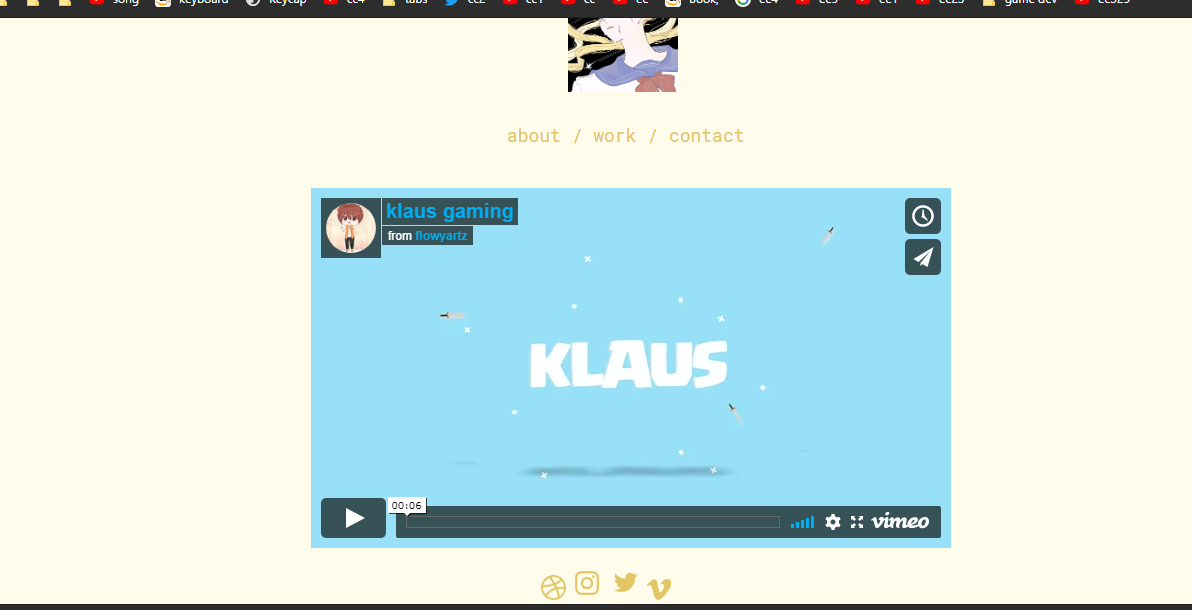 song keyboard keycap cc4 tabs cc2 cc1 cc cc book, cc4 cc3 cc1 cc23 game dev cc323
about / work / contact
klaus gaming
from flowyartz
KLAUS
00:06
vimeo